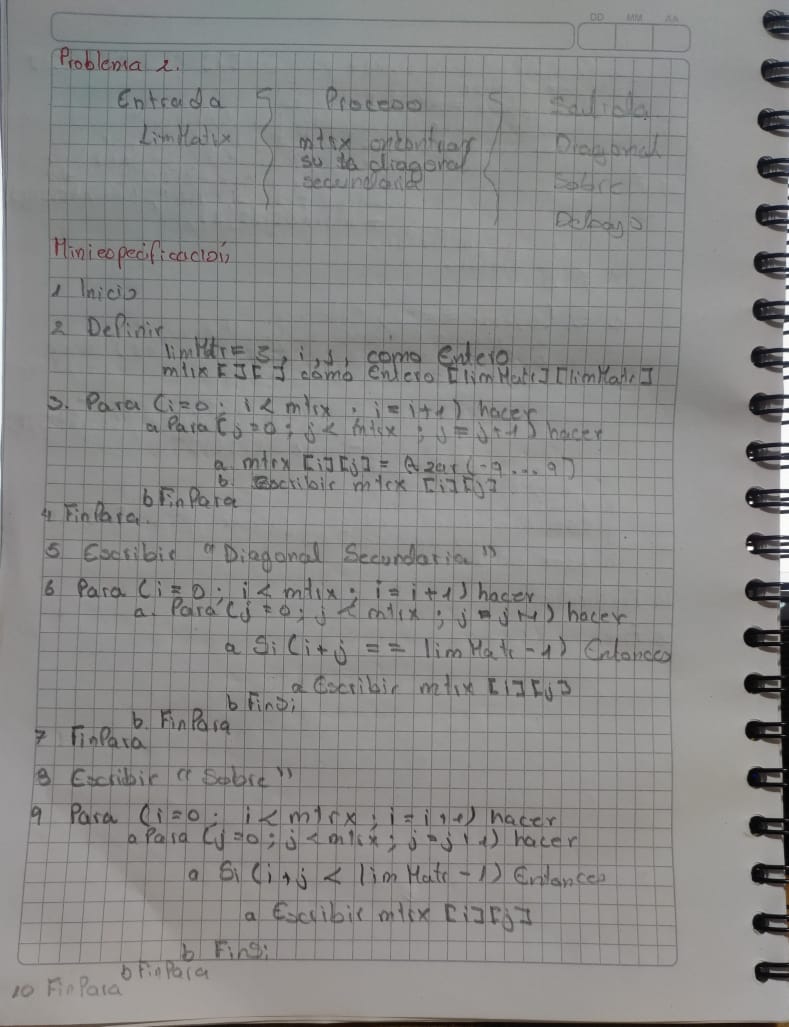 DD MM AA
Problema 2.
Entrada Proceso Salida
LimMatrx mtrx encontrar Diagonal
su ta diagonal
secundaria Sobre
Debajo
Miniespecificación
1 Inicio
2 Definir
limMtr= 5, i, j, como Entero
mtrx [ ][ ] como entero [limMatr][limMatr]
3. Para (i=0; i < mtrx; i=i+1) hacer
a Para (j=0; j < mtrx; j=j+1) hacer
a mtrx [i][j] = Azar (-9...9)
b. Escribir mtrx [i][j]
b FinPara
4 FinPara.
5 Escribir "Diagonal Secundaria"
6 Para (i=0; i < mtrx; i=i+1) hacer
a. Para (j=0; j < mtrx; j=j+1) hacer
a Si (i+j == limMatr-1) Entonces
a Escribir mtrx [i][j]
b Finsi
b. FinPara
7 FinPara
8 Escribir "Sobre"
9 Para (i=0; i < mtrx; i=i+1) hacer
a Para (j=0; j < mtrx; j=j+1) hacer
a Si (i+j < limMatr-1) Entonces
a Escribir mtrx [i][j]
b Finsi
b FinPara
10 FinPara